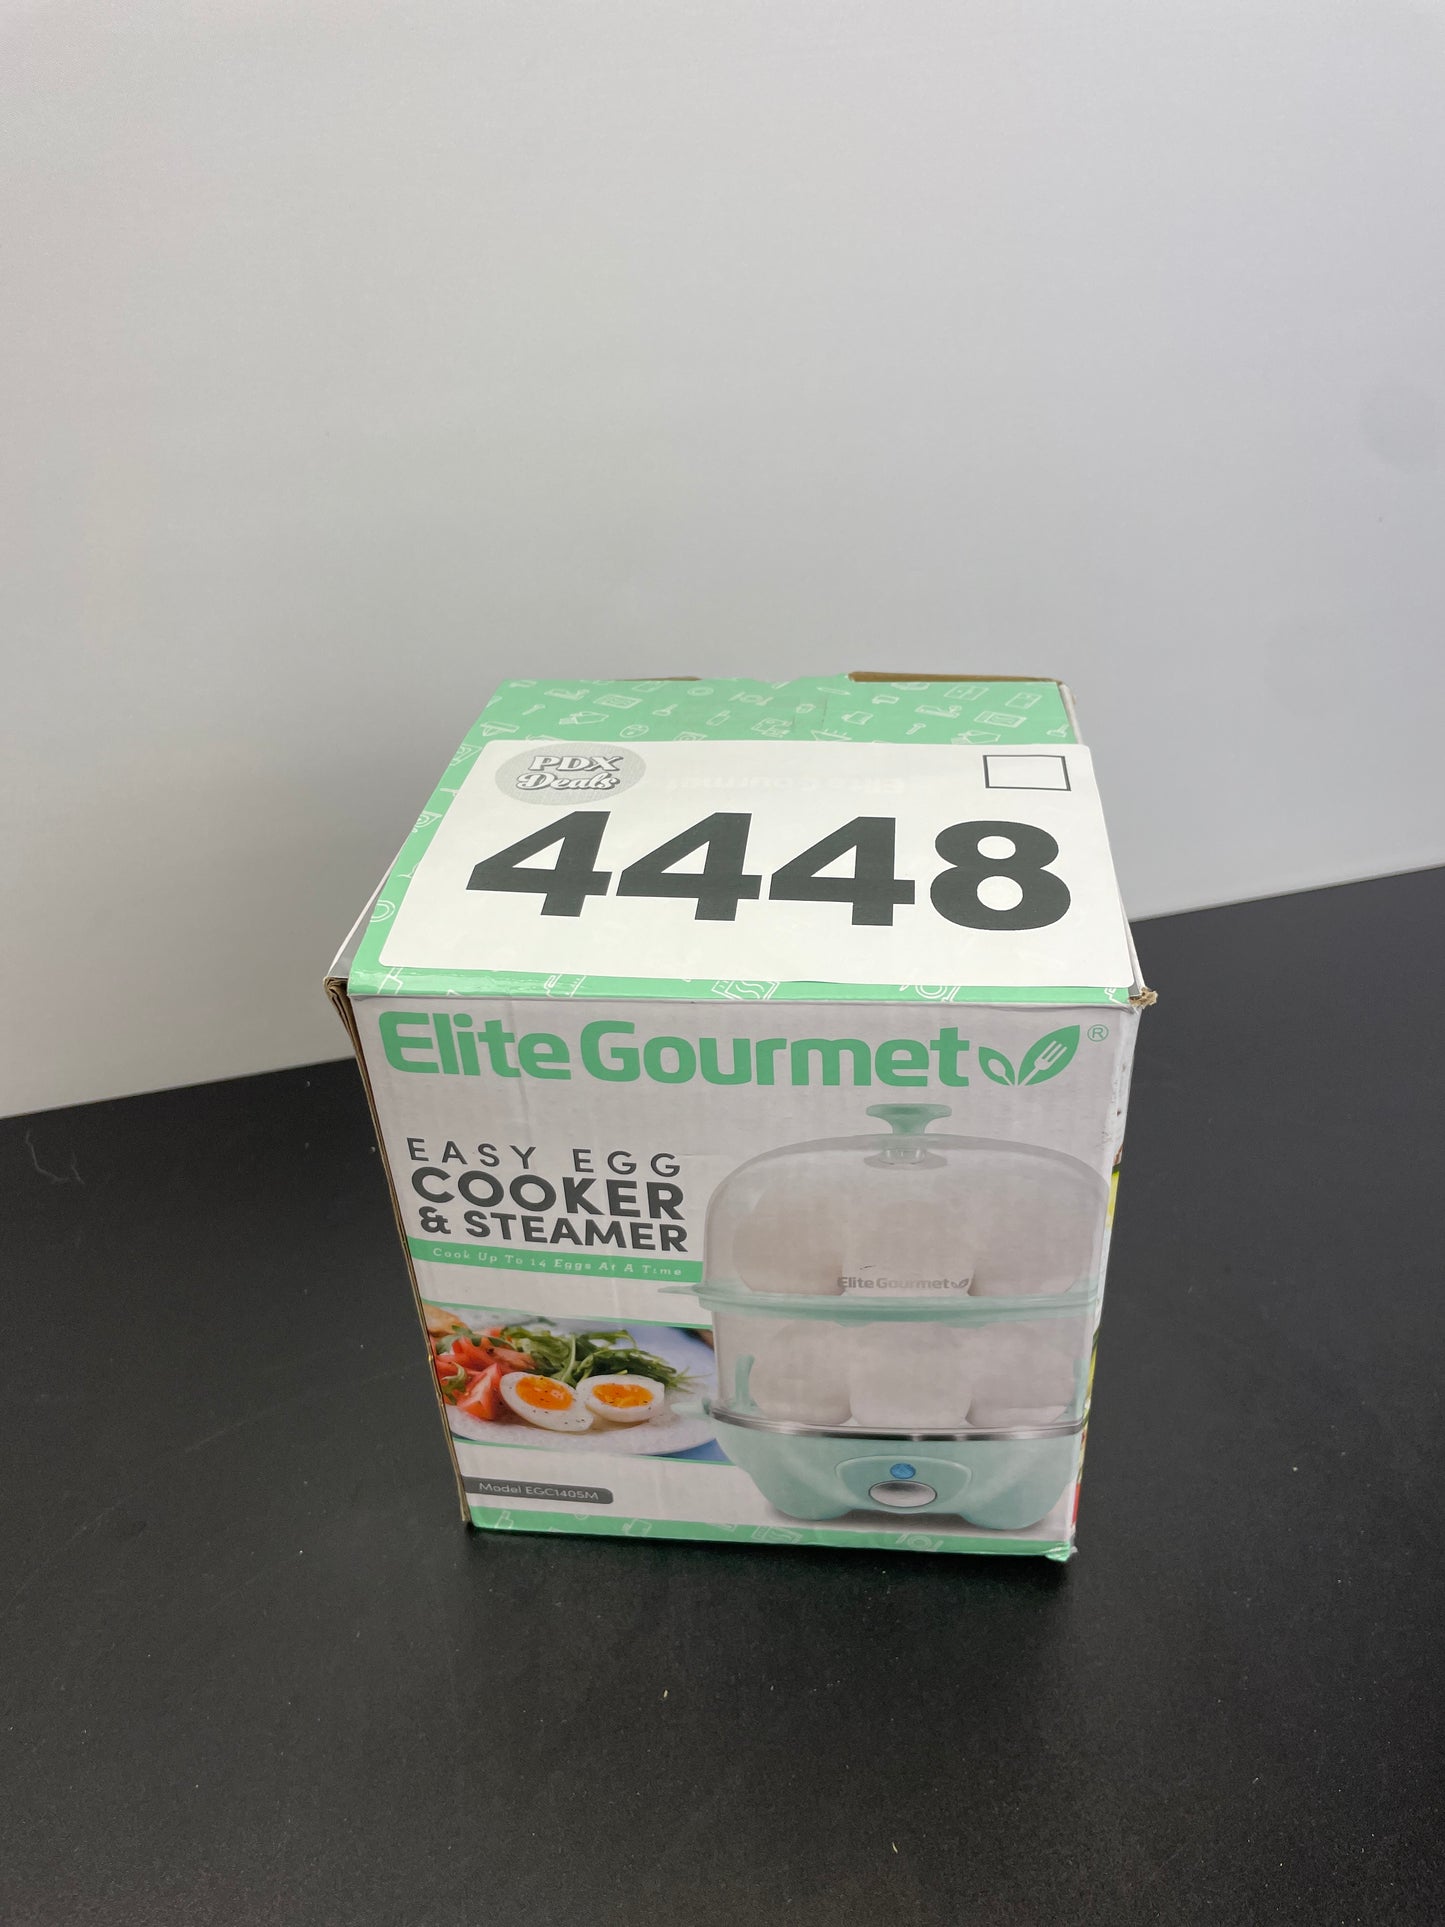 PDX
Deals
4448
Elite Gourmet®
EASY EGG
COOKER
& STEAMER
Cook Up To 14 Eggs At A Time
Elite Gourmet
Model EGC1405M